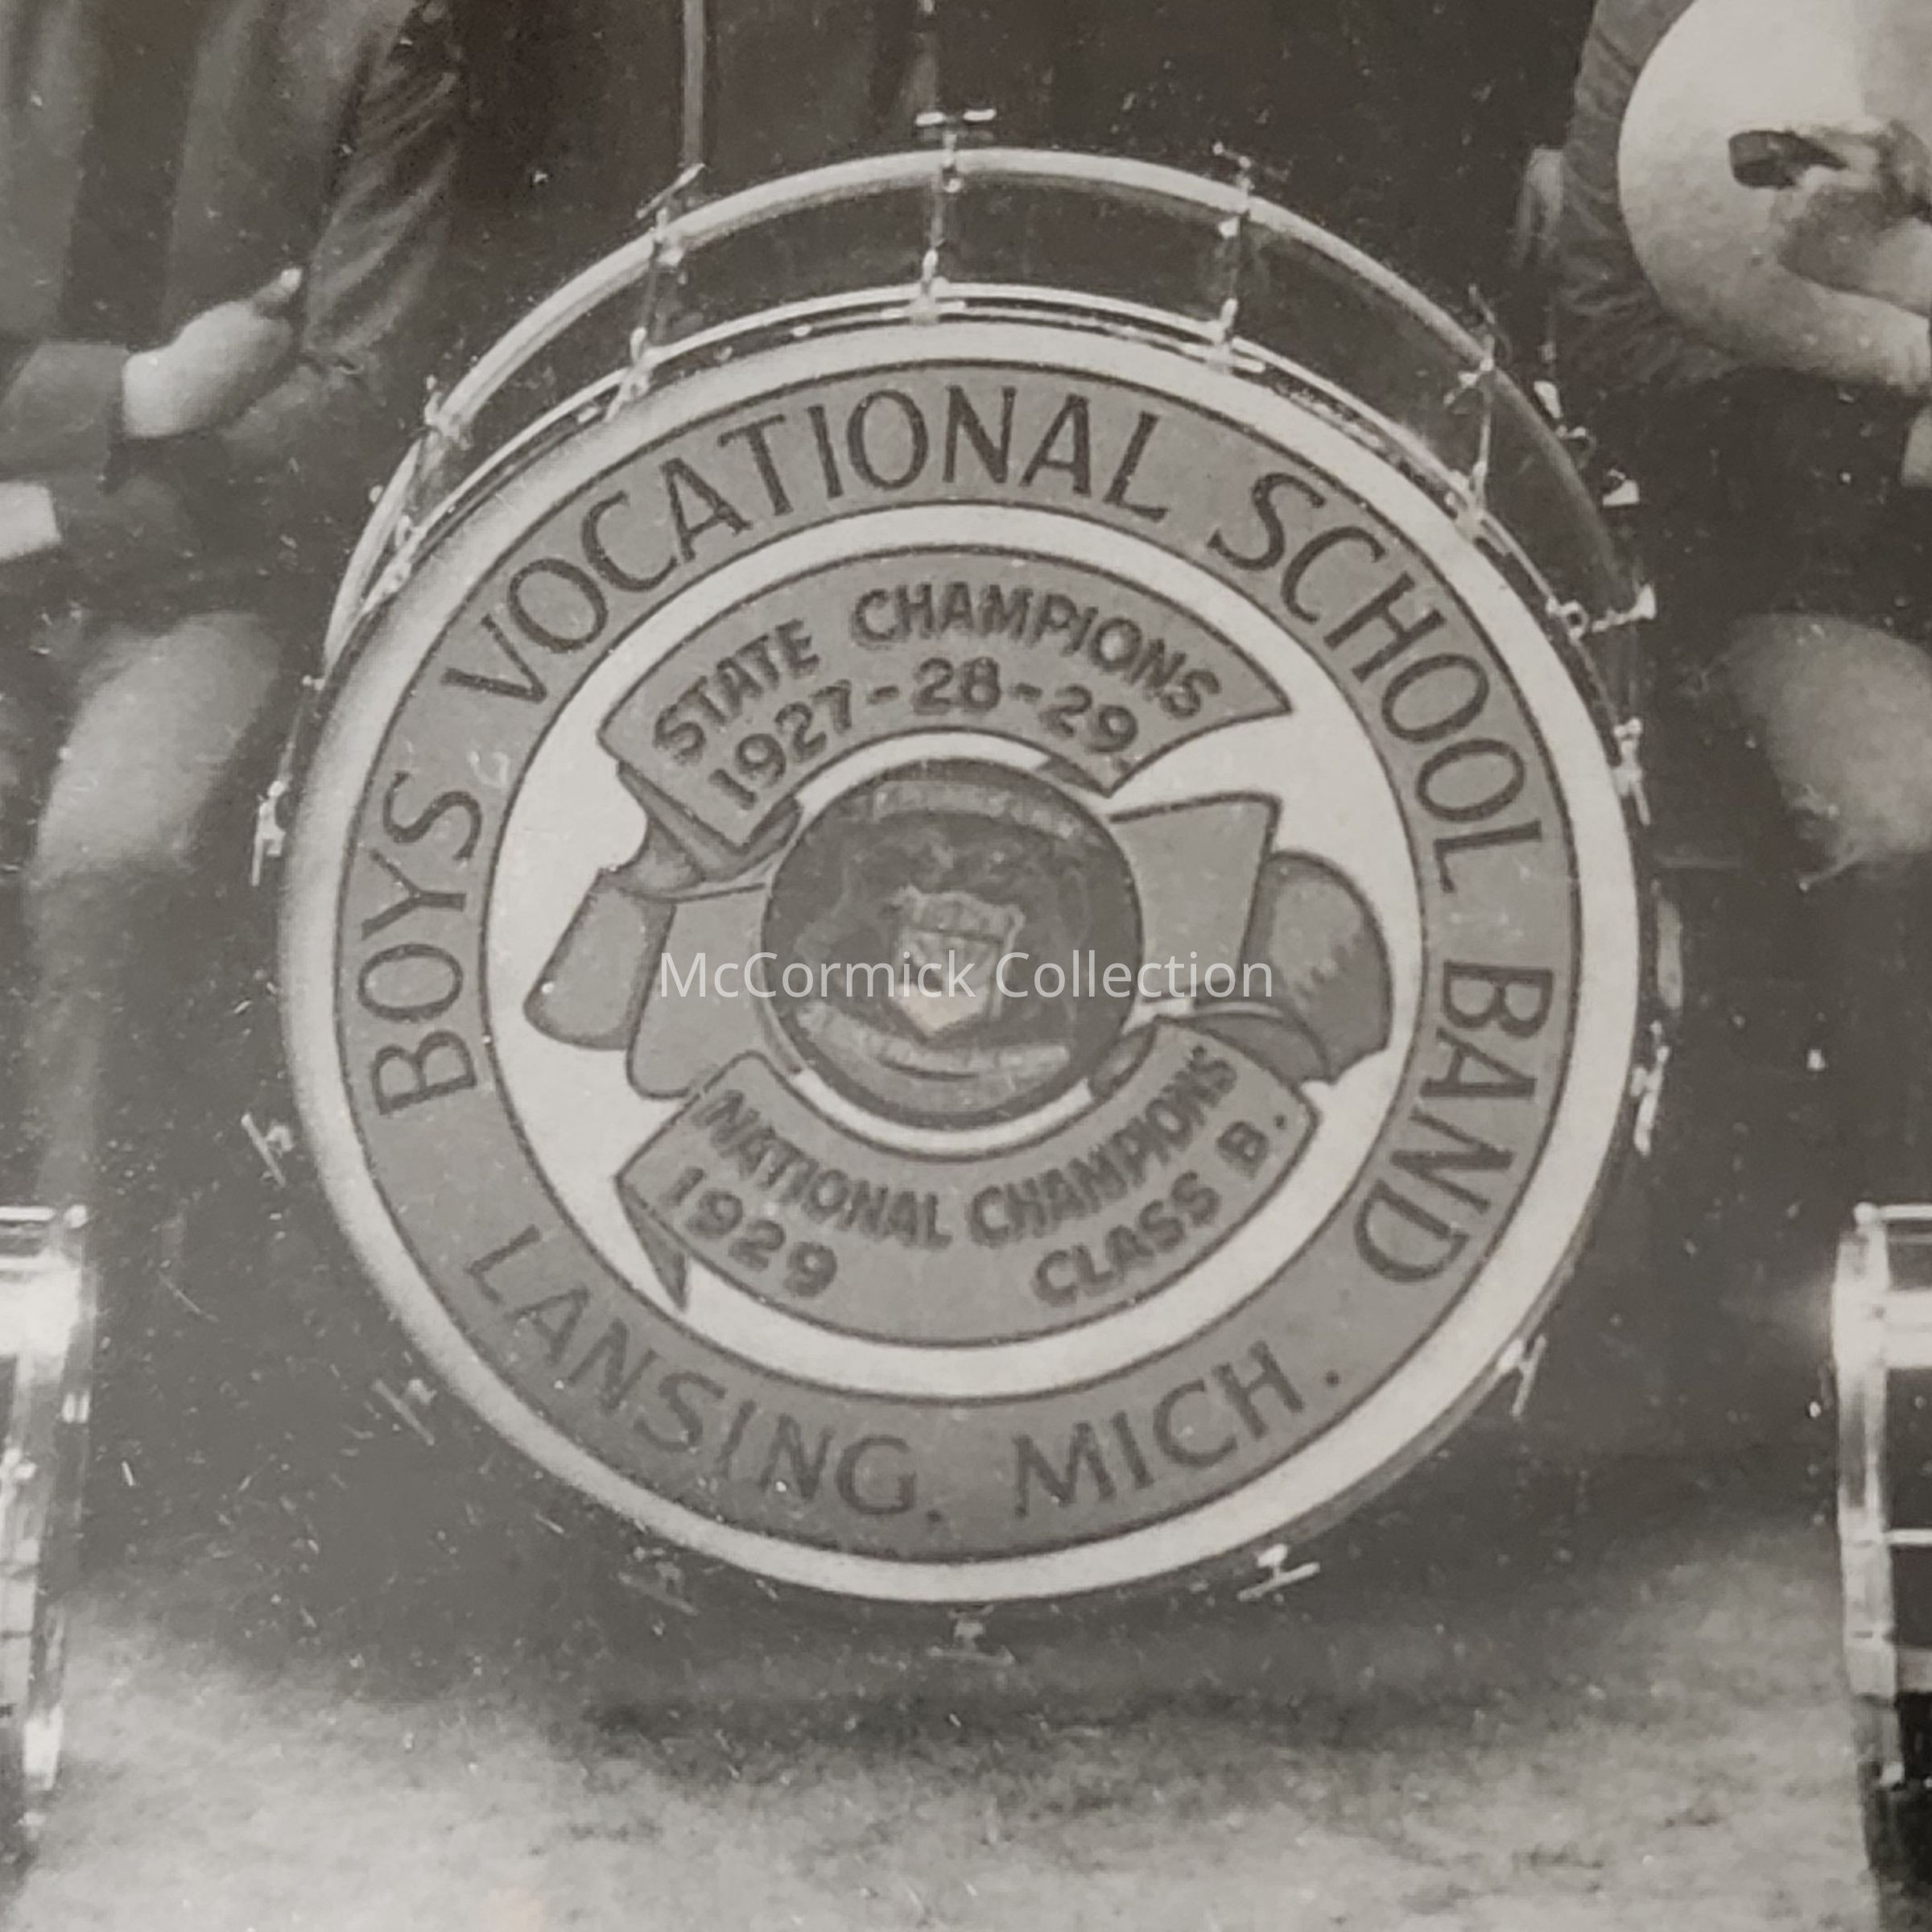 BOYS VOCATIONAL SCHOOL BAND
STATE CHAMPIONS
1927-28-29.
McCormick Collection
NATIONAL CHAMPIONS
1929 CLASS B.
LANSING, MICH.